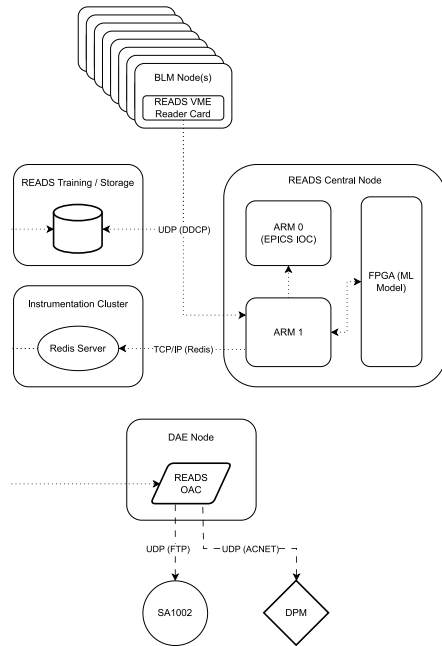 BLM Node(s)
READS VME
Reader Card
READS Training / Storage
READS Central Node
UDP (DDCP)
ARM 0
(EPICS IOC)
FPGA (ML
Model)
Instrumentation Cluster
Redis Server
TCP/IP (Redis)
ARM 1
DAE Node
READS
OAC
UDP (FTP)
UDP (ACNET)
SA1002
DPM